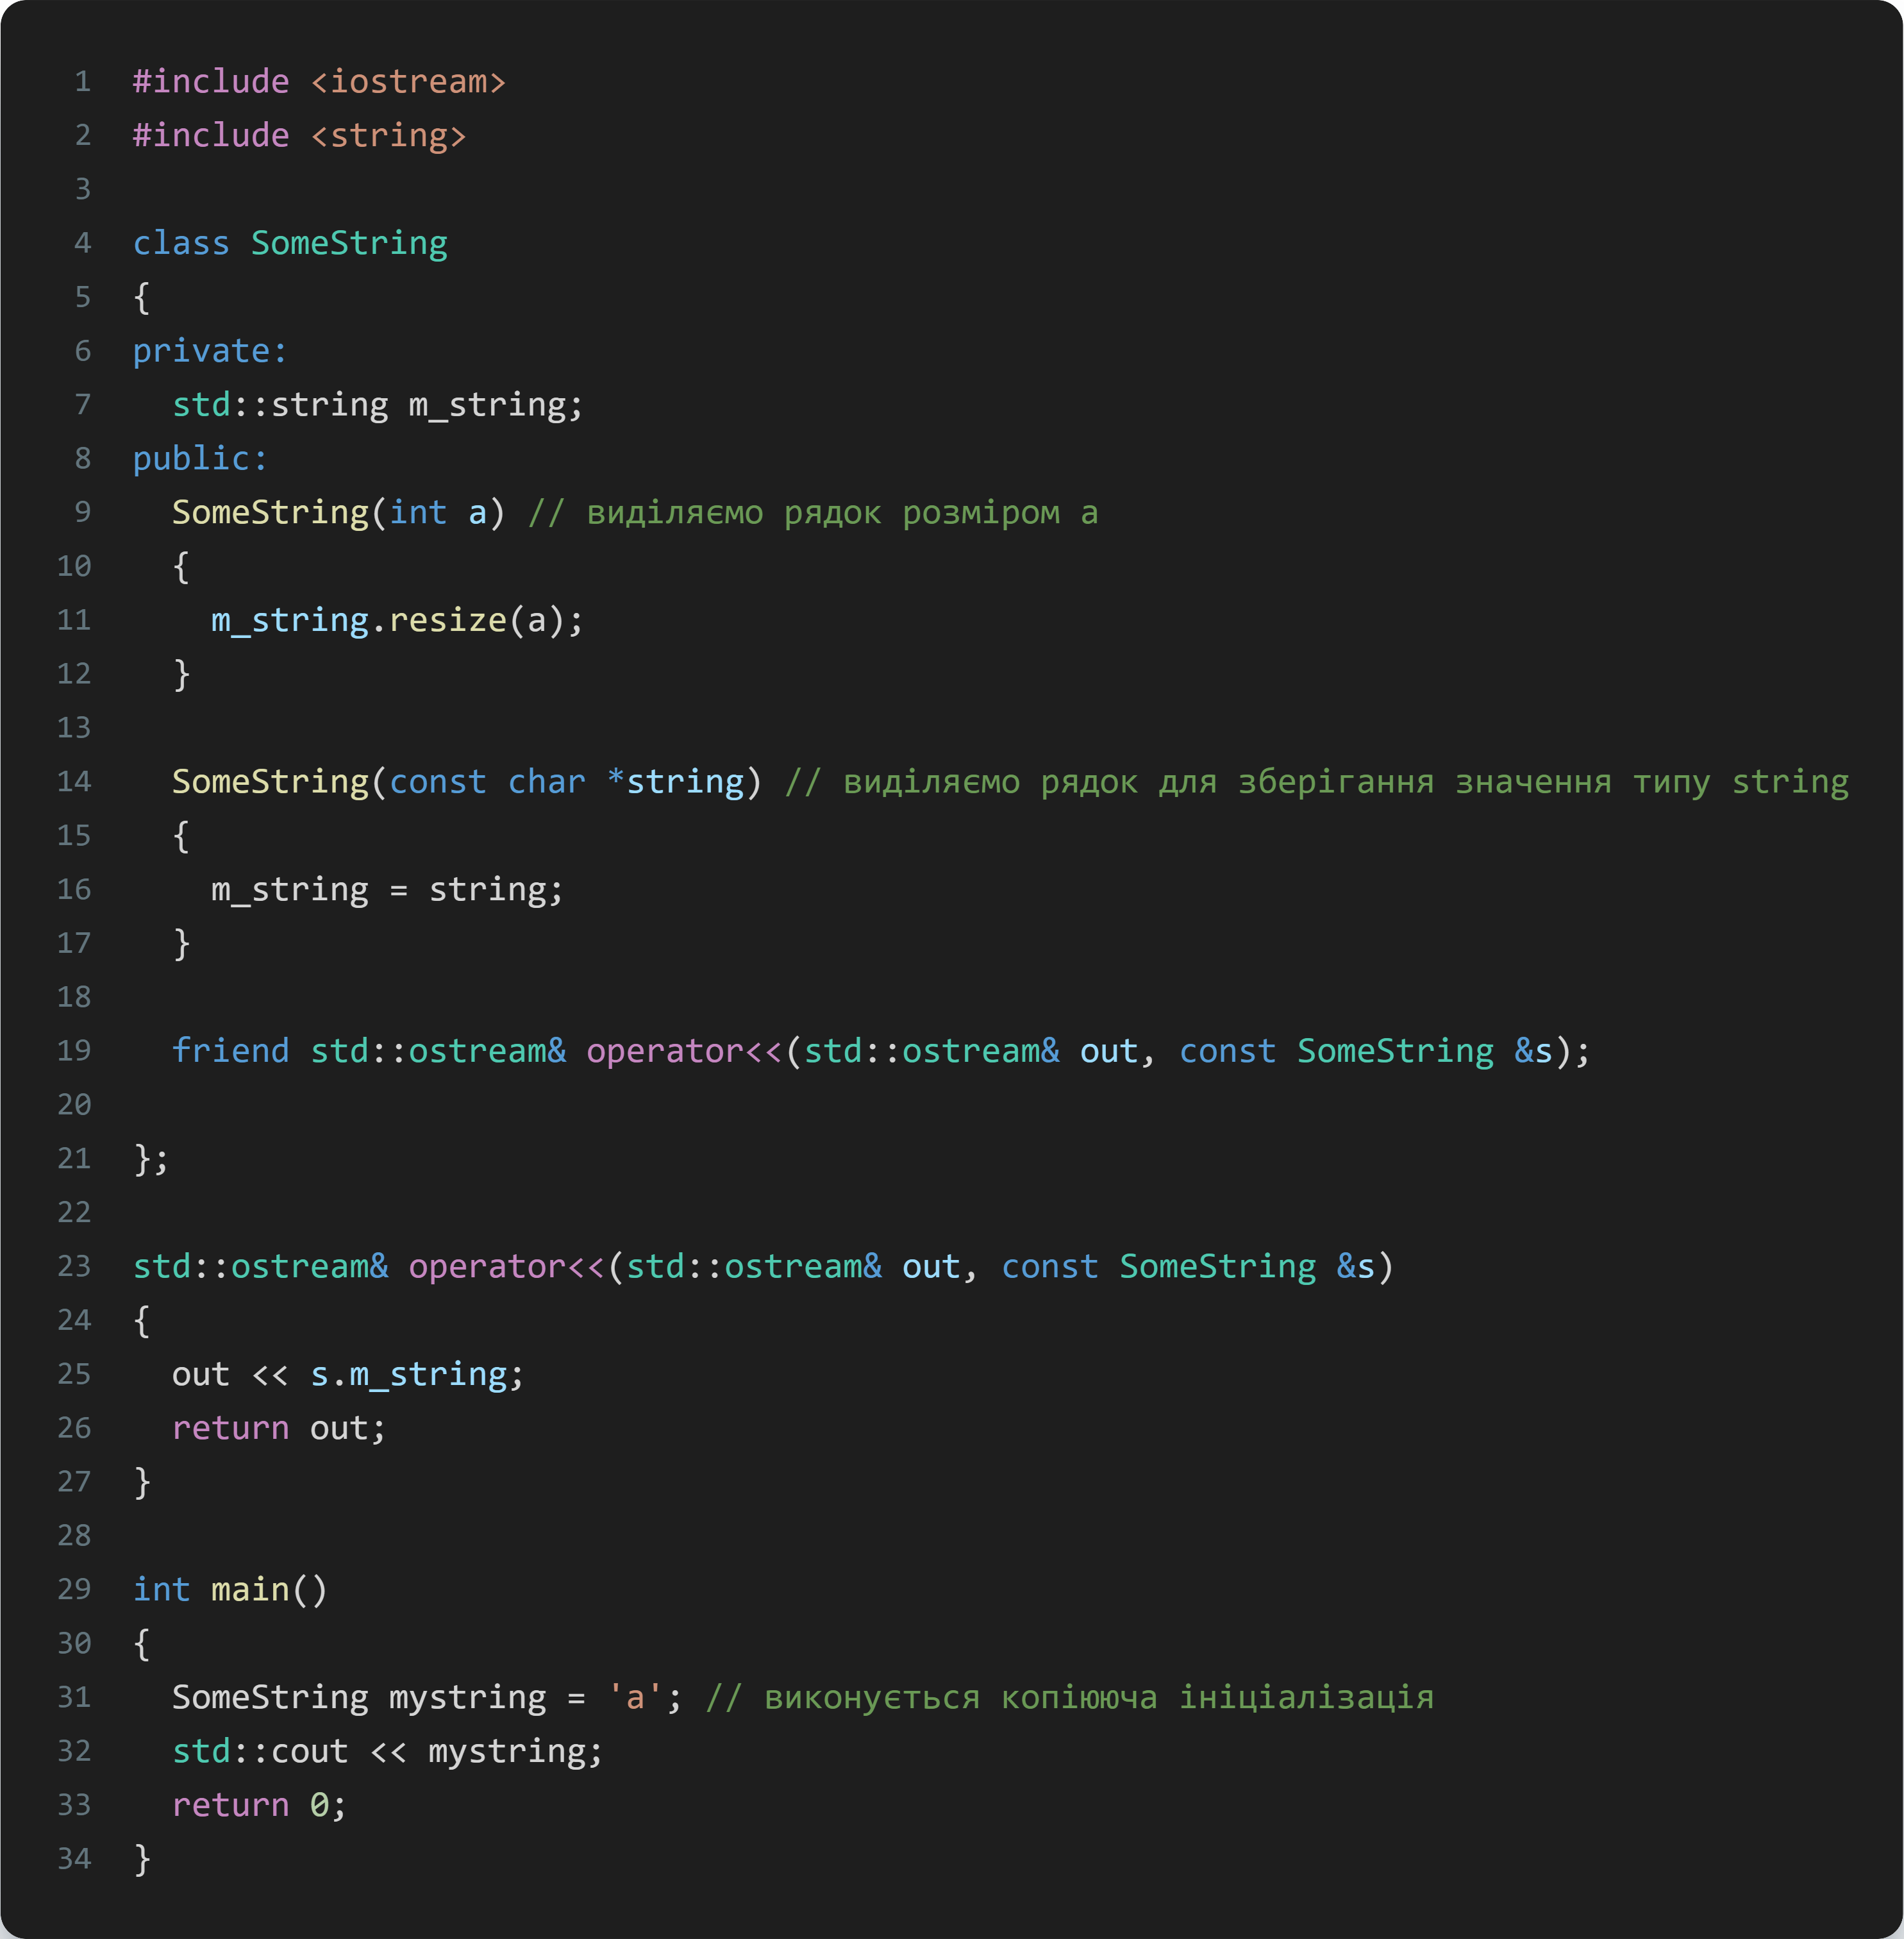 1 #include <iostream>
2 #include <string>
3
4 class SomeString
5 {
6 private:
7   std::string m_string;
8 public:
9   SomeString(int a) // виділяємо рядок розміром a
10   {
11     m_string.resize(a);
12   }
13
14   SomeString(const char *string) // виділяємо рядок для зберігання значення типу string
15   {
16     m_string = string;
17   }
18
19   friend std::ostream& operator<<(std::ostream& out, const SomeString &s);
20
21 };
22
23 std::ostream& operator<<(std::ostream& out, const SomeString &s)
24 {
25   out << s.m_string;
26   return out;
27 }
28
29 int main()
30 {
31   SomeString mystring = 'a'; // виконується копіююча ініціалізація
32   std::cout << mystring;
33   return 0;
34 }